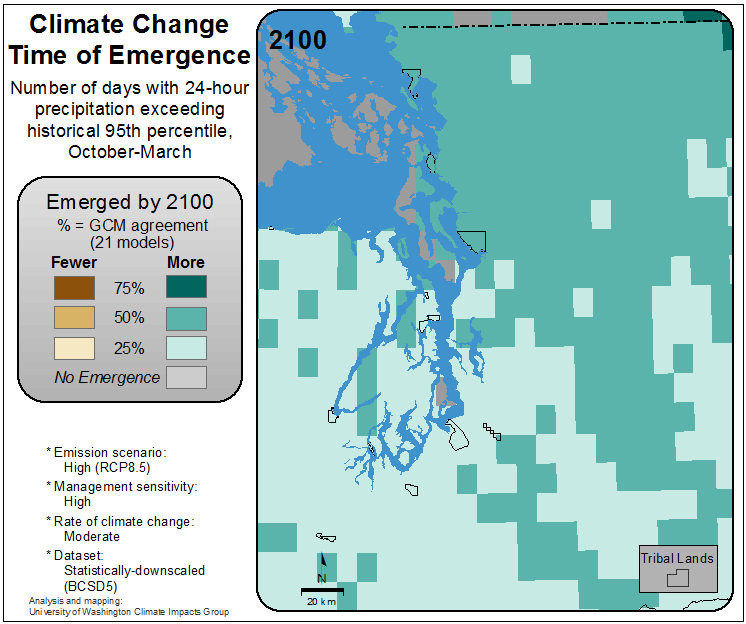 Climate Change
Time of Emergence
Number of days with 24-hour
precipitation exceeding
historical 95th percentile,
October-March
Emerged by 2100
% = GCM agreement
(21 models)
Fewer More
75%
50%
25%
No Emergence
* Emission scenario:
High (RCP8.5)
* Management sensitivity:
High
* Rate of climate change:
Moderate
* Dataset:
Statistically-downscaled
(BCSD5)
Analysis and mapping:
University of Washington Climate Impacts Group
2100
N
20 km
Tribal Lands